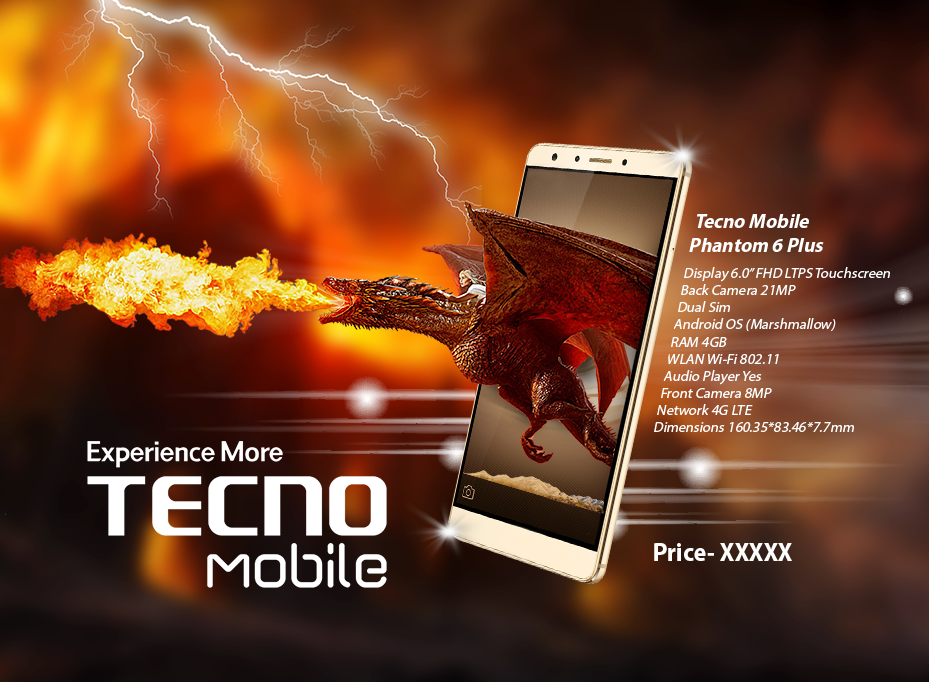 Tecno Mobile
Phantom 6 Plus
Display 6.0” FHD LTPS Touchscreen
Back Camera 21MP
Dual Sim
Android OS (Marshmallow)
RAM 4GB
WLAN Wi-Fi 802.11
Audio Player Yes
Front Camera 8MP
Network 4G LTE
Dimensions 160.35*83.46*7.7mm
Experience More
TECNO
mobile
Price- XXXXX